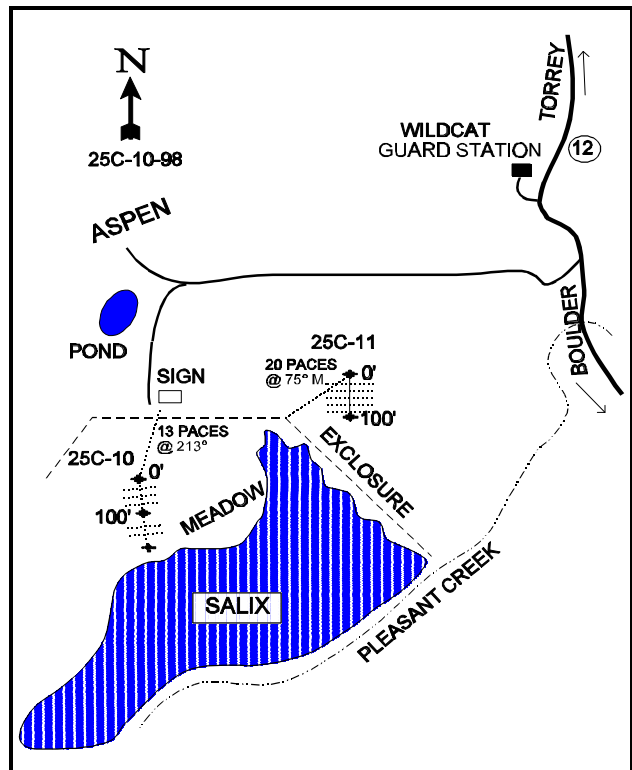 N
25C-10-98
TORREY
WILDCAT
GUARD STATION
12
ASPEN
BOULDER
POND
25C-11
20 PACES
@ 75° M
0'
100'
SIGN
13 PACES
@ 213°
25C-10
0'
100'
MEADOW
EXCLOSURE
SALIX
PLEASANT CREEK